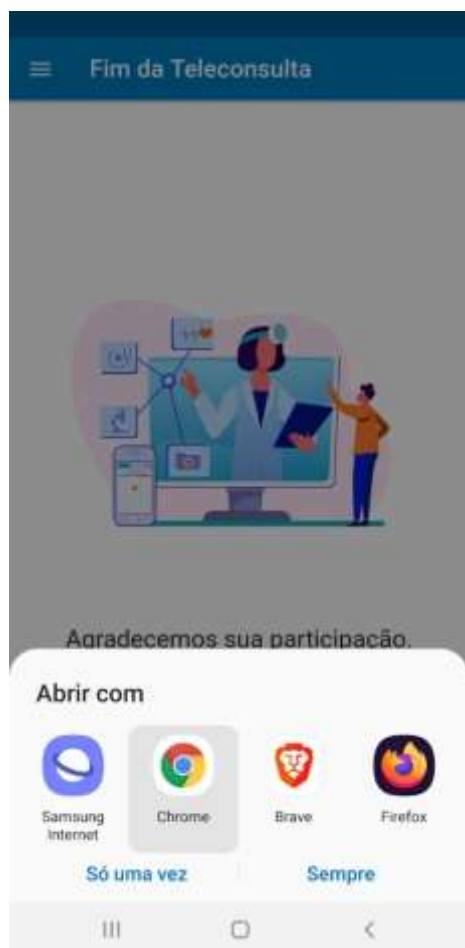 Fim da Teleconsulta
Agradecemos sua participação.
Abrir com
Samsung
Internet
Chrome
Brave
Firefox
Só uma vez
Sempre